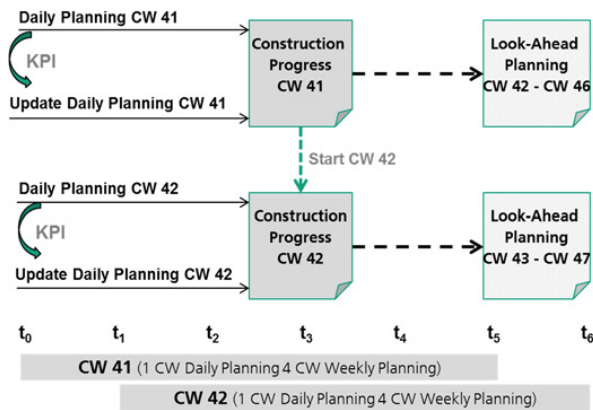 Daily Planning CW 41
KPI
Update Daily Planning CW 41
Construction
Progress
CW 41
Look-Ahead
Planning
CW 42 - CW 46
Start CW 42
Daily Planning CW 42
KPI
Update Daily Planning CW 42
Construction
Progress
CW 42
Look-Ahead
Planning
CW 43 - CW 47
t0 t1 t2 t3 t4 t5 t6
CW 41 (1 CW Daily Planning 4 CW Weekly Planning)
CW 42 (1 CW Daily Planning 4 CW Weekly Planning)